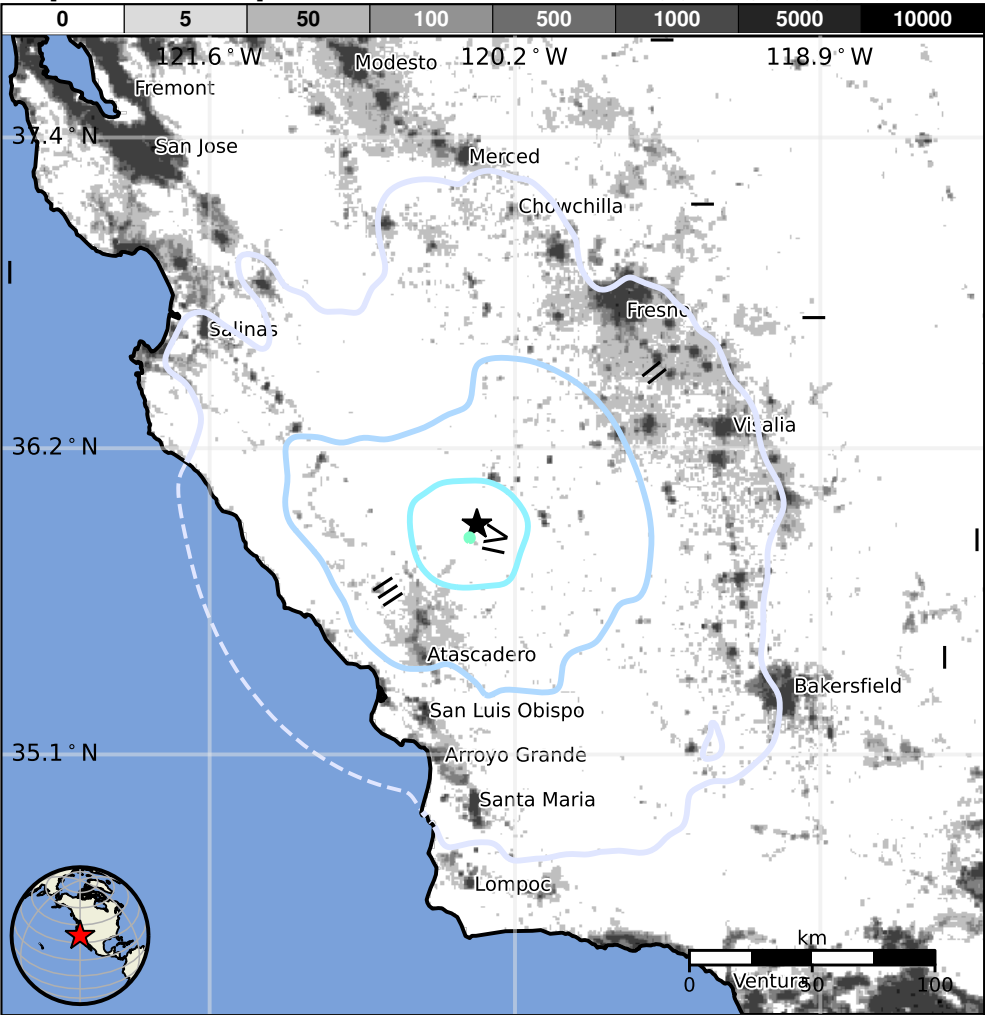 0 5 50 100 500 1000 5000 10000
121.6°W 120.2°W 118.9°W
Modesto
Fremont
37.4°N
San Jose
Merced
Chowchilla
Fresno
Salinas
Visalia
36.2°N
Atascadero
Bakersfield
San Luis Obispo
35.1°N
Arroyo Grande
Santa Maria
Lompoc
km
0 50 100
Ventura